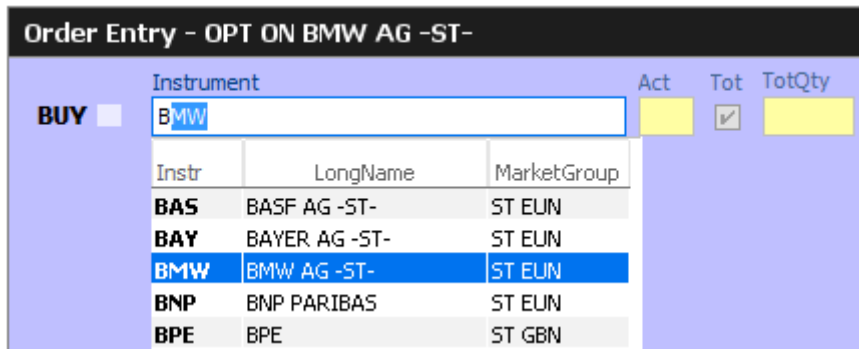 Order Entry - OPT ON BMW AG -ST-
Instrument Act Tot TotQty
BUY BMW
Instr LongName MarketGroup
BAS BASF AG -ST- ST EUN
BAY BAYER AG -ST- ST EUN
BMW BMW AG -ST- ST EUN
BNP BNP PARIBAS ST EUN
BPE BPE ST GBN